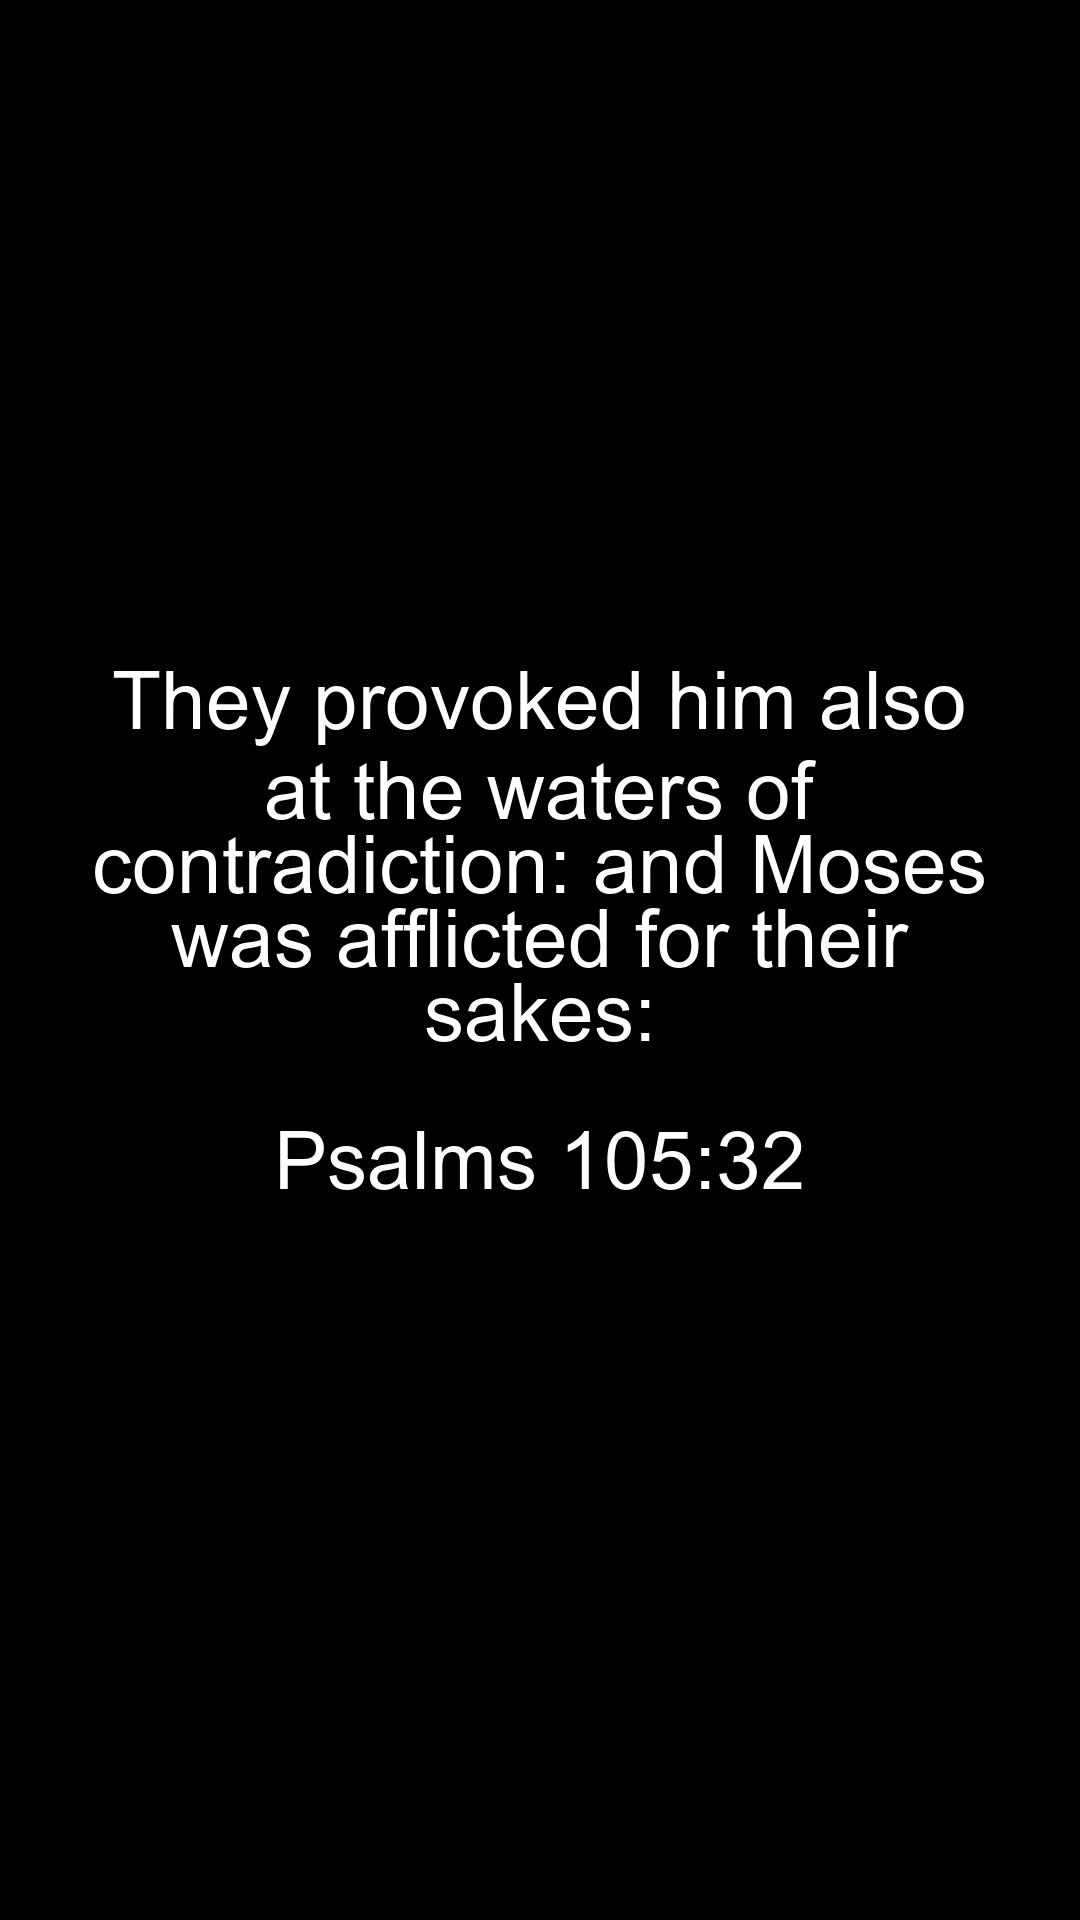 They provoked him also
at the waters of
contradiction: and Moses
was afflicted for their
sakes:
Psalms 105:32